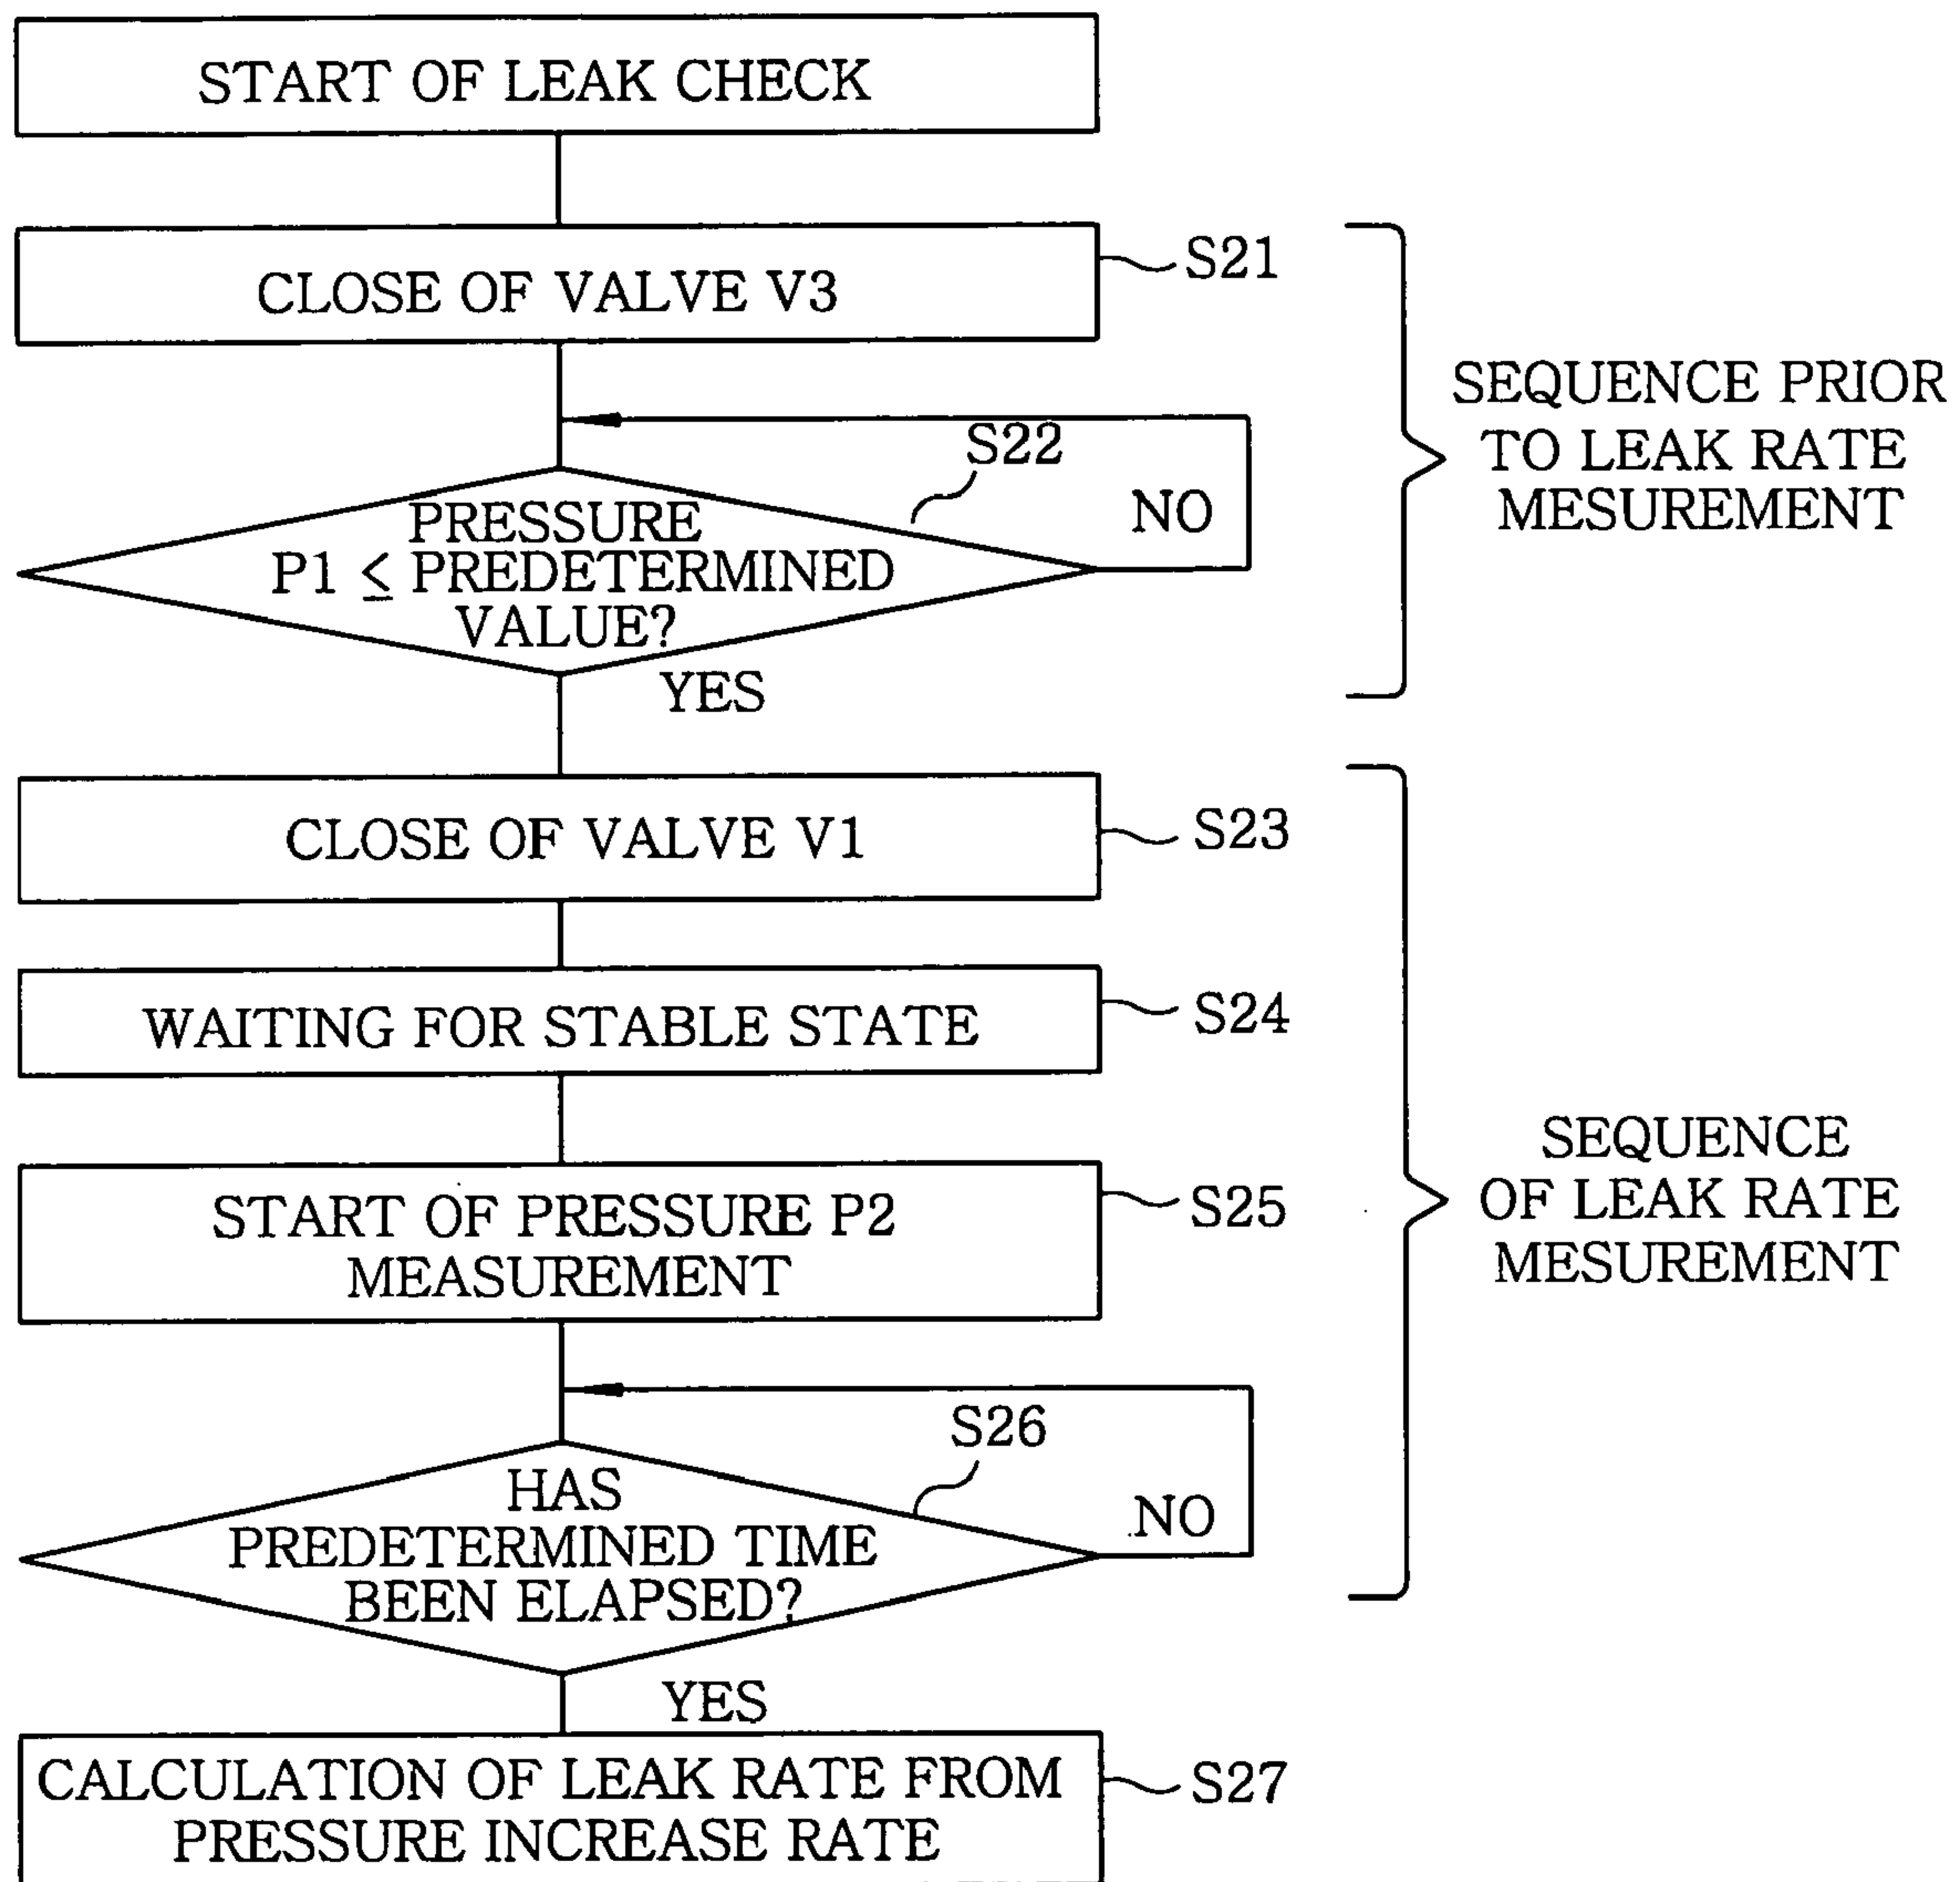 START OF LEAK CHECK
CLOSE OF VALVE V3
S21
SEQUENCE PRIOR
TO LEAK RATE
MESUREMENT
S22
NO
PRESSURE
P1 ≤ PREDETERMINED
VALUE?
YES
CLOSE OF VALVE V1
S23
WAITING FOR STABLE STATE
S24
START OF PRESSURE P2
MEASUREMENT
S25
SEQUENCE
OF LEAK RATE
MESUREMENT
S26
NO
HAS
PREDETERMINED TIME
BEEN ELAPSED?
YES
CALCULATION OF LEAK RATE FROM
PRESSURE INCREASE RATE
S27